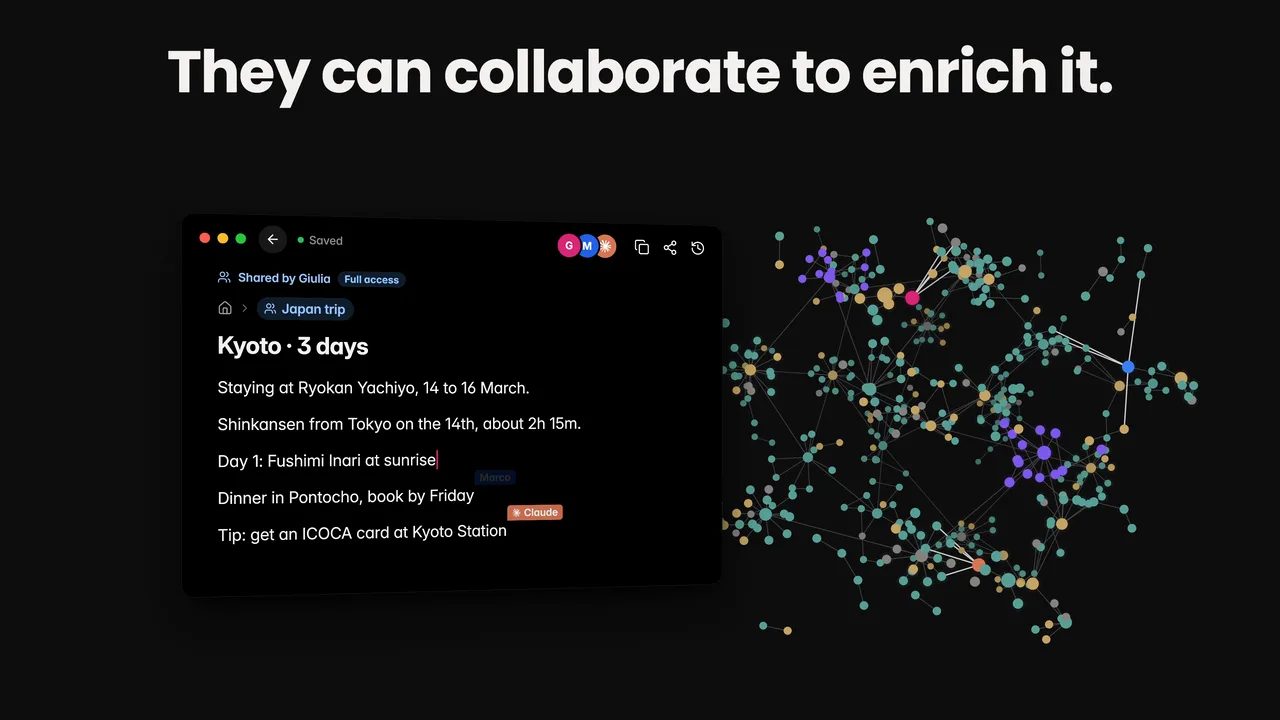 They can collaborate to enrich it.
Saved
G M
Shared by Giulia Full access
Japan trip
Kyoto · 3 days
Staying at Ryokan Yachiyo, 14 to 16 March.
Shinkansen from Tokyo on the 14th, about 2h 15m.
Day 1: Fushimi Inari at sunrise
Marco
Dinner in Pontocho, book by Friday
Claude
Tip: get an ICOCA card at Kyoto Station